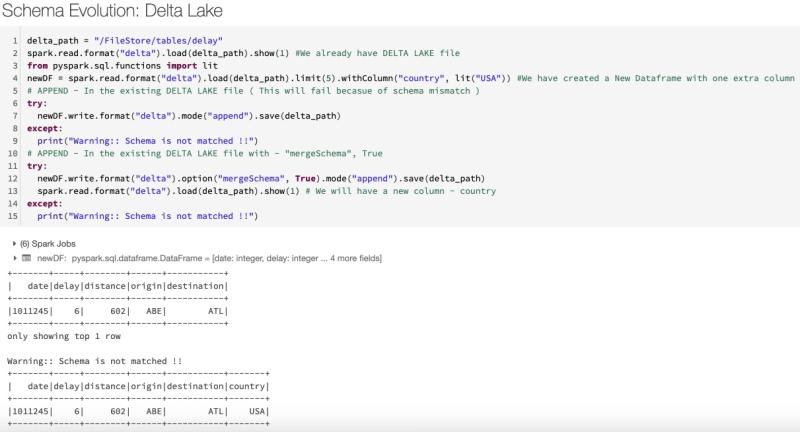 Schema Evolution: Delta Lake
1 delta_path = "/FileStore/tables/delay"
2 spark.read.format("delta").load(delta_path).show(1) #We already have DELTA LAKE file
3 from pyspark.sql.functions import lit
4 newDF = spark.read.format("delta").load(delta_path).limit(5).withColumn("country", lit("USA")) #We have created a New Dataframe with one extra column
5 # APPEND - In the existing DELTA LAKE file ( This will fail becasue of schema mismatch )
6 try:
7   newDF.write.format("delta").mode("append").save(delta_path)
8 except:
9   print("Warning:: Schema is not matched !!")
10 # APPEND - In the existing DELTA LAKE file with - "mergeSchema", True
11 try:
12   newDF.write.format("delta").option("mergeSchema", True).mode("append").save(delta_path)
13   spark.read.format("delta").load(delta_path).show(1) # We will have a new column - country
14 except:
15   print("Warning:: Schema is not matched !!")
(6) Spark Jobs
newDF: pyspark.sql.dataframe.DataFrame = [date: integer, delay: integer ... 4 more fields]
+-------+-----+--------+------+-----------+
|   date|delay|distance|origin|destination|
+-------+-----+--------+------+-----------+
|1011245|    6|     602|   ABE|        ATL|
+-------+-----+--------+------+-----------+
only showing top 1 row
Warning:: Schema is not matched !!
+-------+-----+--------+------+-----------+-------+
|   date|delay|distance|origin|destination|country|
+-------+-----+--------+------+-----------+-------+
|1011245|    6|     602|   ABE|        ATL|    USA|
+-------+-----+--------+------+-----------+-------+